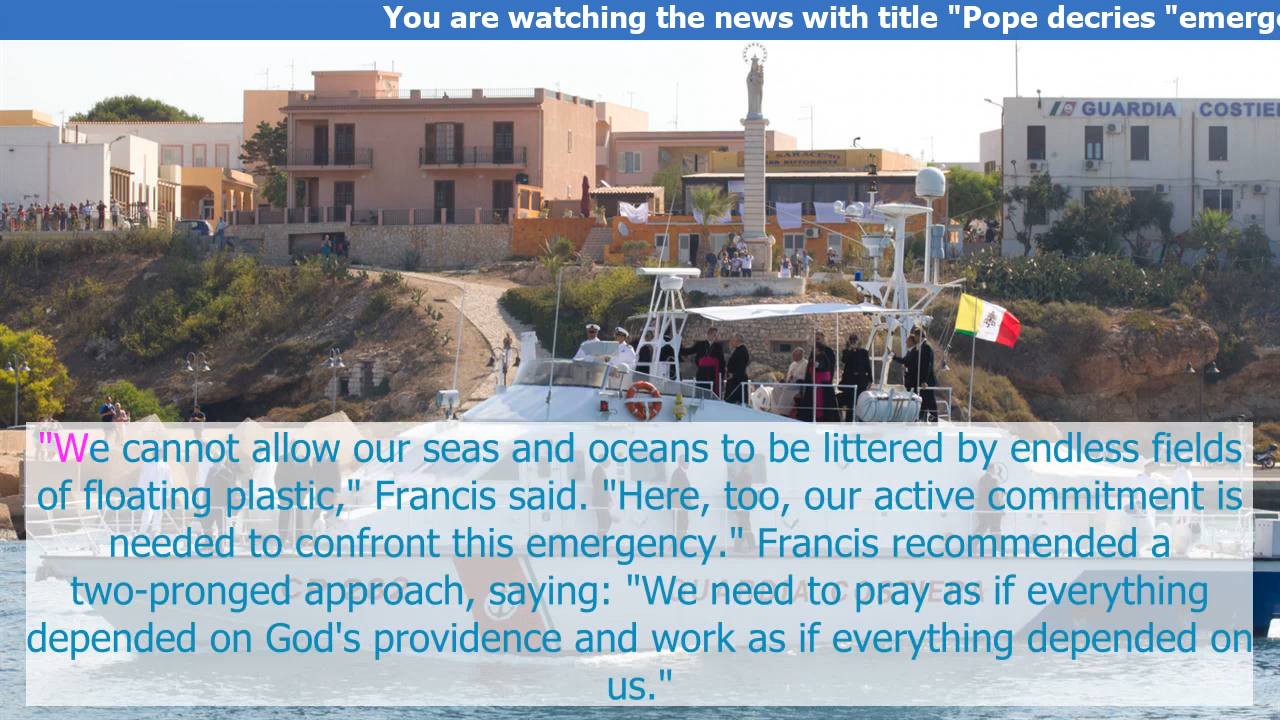 You are watching the news with title "Pope decries "emerg
GUARDIA COSTIE
"We cannot allow our seas and oceans to be littered by endless fields
of floating plastic," Francis said. "Here, too, our active commitment is
needed to confront this emergency." Francis recommended a
two-pronged approach, saying: "We need to pray as if everything
depended on God's providence and work as if everything depended on
us."
GUARDIA COSTIERA